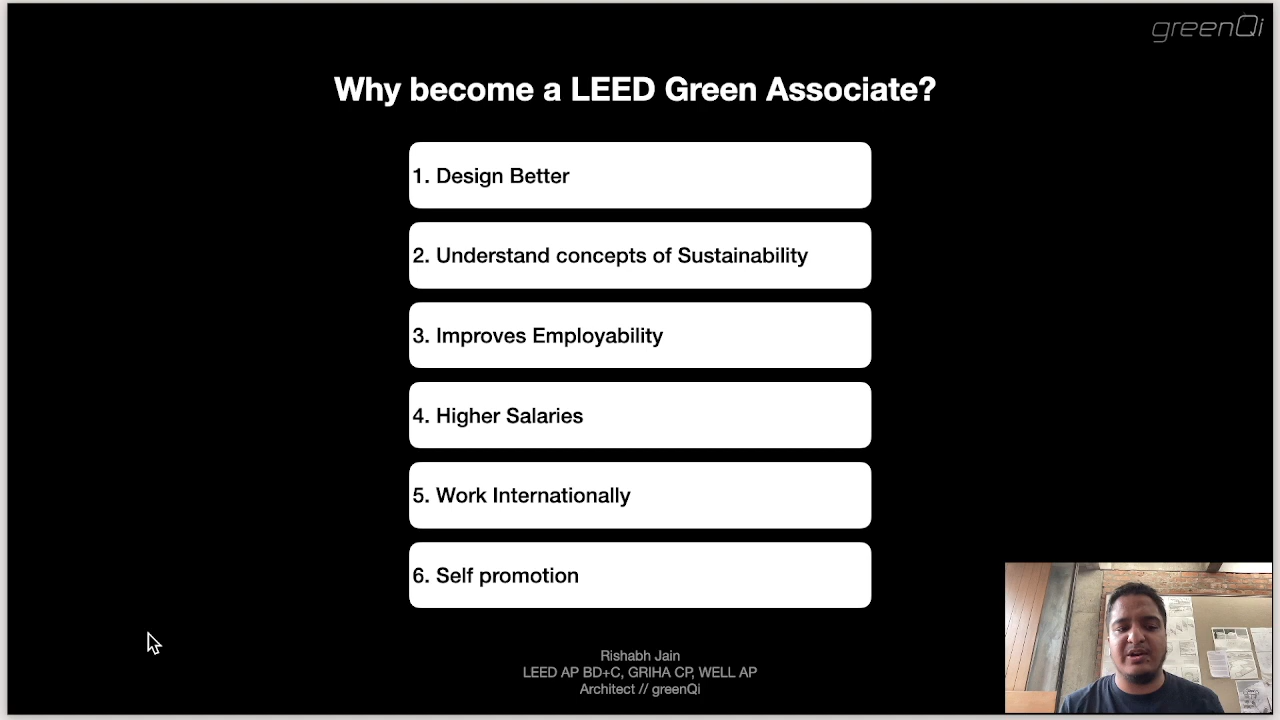 greenQi
Why become a LEED Green Associate?
1. Design Better
2. Understand concepts of Sustainability
3. Improves Employability
4. Higher Salaries
5. Work Internationally
6. Self promotion
Rishabh Jain
LEED AP BD+C, GRIHA CP, WELL AP
Architect // greenQi